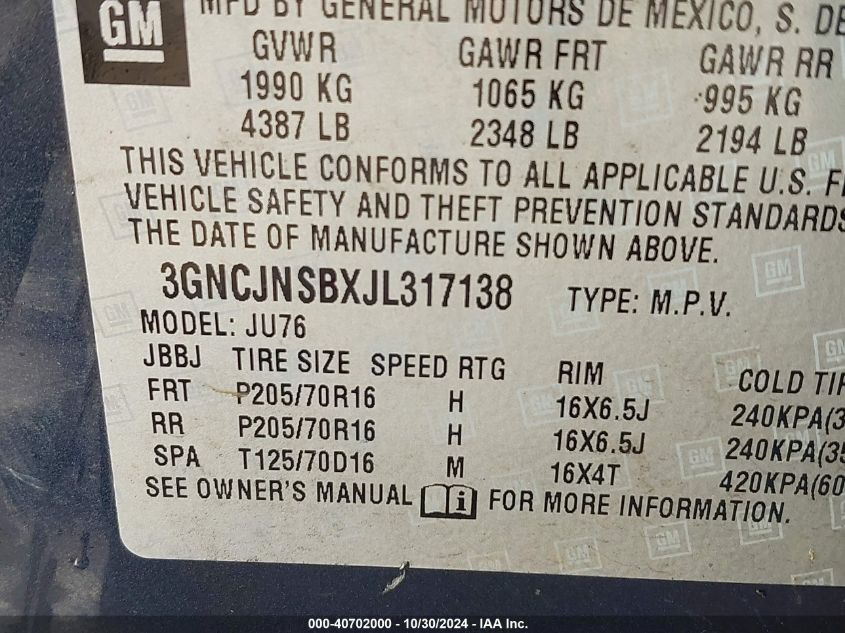 GM
MFD BY GENERAL MOTORS DE MEXICO, S. DE
GVWR GAWR FRT GAWR RR
1990 KG 1065 KG 995 KG
4387 LB 2348 LB 2194 LB
THIS VEHICLE CONFORMS TO ALL APPLICABLE U.S.
VEHICLE SAFETY AND THEFT PREVENTION STANDARDS
THE DATE OF MANUFACTURE SHOWN ABOVE.
3GNCJNSBXJL317138 TYPE: M.P.V.
MODEL: JU76
JBBJ TIRE SIZE SPEED RTG RIM COLD
FRT P205/70R16 H 16X6.5J 240KPA(3
RR P205/70R16 H 16X6.5J 240KPA(35
SPA T125/70D16 M 16X4T 420KPA(60
SEE OWNER'S MANUAL i FOR MORE INFORMATION.
000-40702000 - 10/30/2024 - IAA Inc.